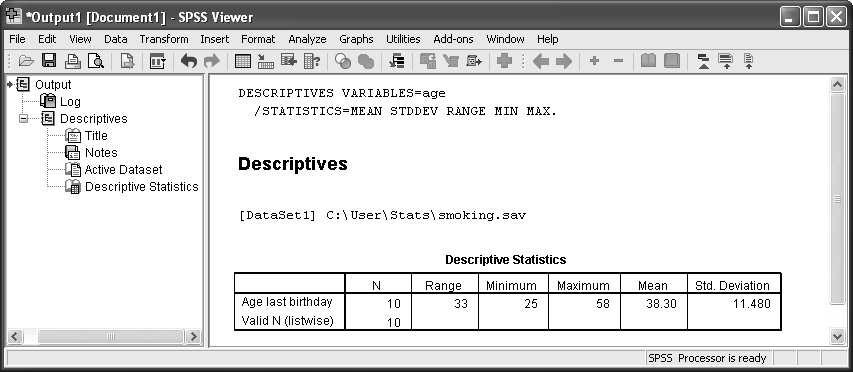 *Output1 [Document1] - SPSS Viewer
File Edit View Data Transform Insert Format Analyze Graphs Utilities Add-ons Window Help
Output
Log
Descriptives
Title
Notes
Active Dataset
Descriptive Statistics
DESCRIPTIVES VARIABLES=age
/STATISTICS=MEAN STDDEV RANGE MIN MAX.
Descriptives
[DataSet1] C:\User\Stats\smoking.sav
Descriptive Statistics
N Range Minimum Maximum Mean Std. Deviation
Age last birthday 10 33 25 58 38.30 11.480
Valid N (listwise) 10
SPSS Processor is ready